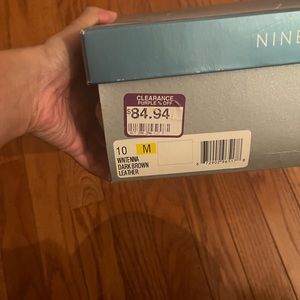 NINE
CLEARANCE
PURPLE % OFF
$84.94
10 M
WNTENNA
DARK BROWN
LEATHER